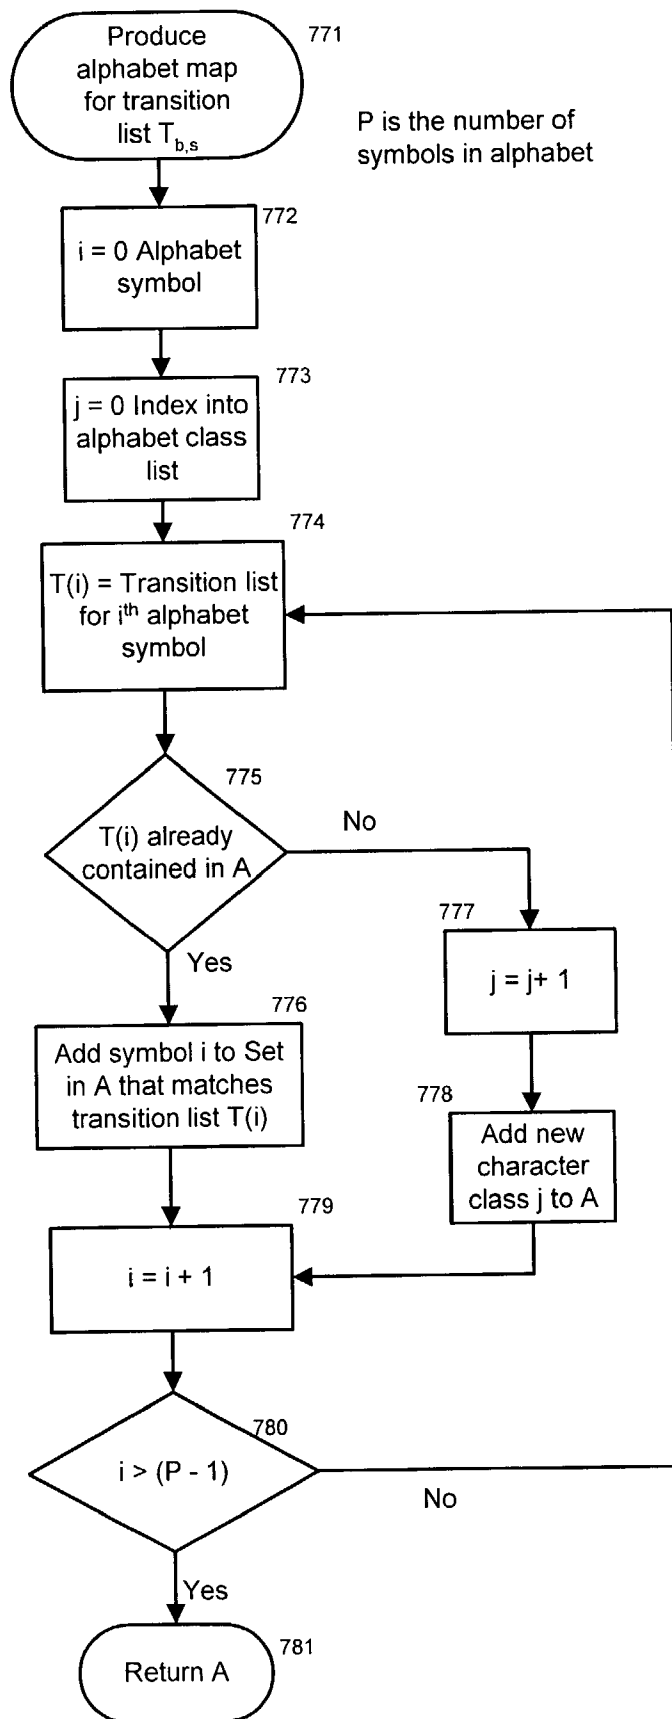 Produce
alphabet map
for transition
list T_b,s
771
P is the number of
symbols in alphabet
772
i = 0 Alphabet
symbol
773
j = 0 Index into
alphabet class
list
774
T(i) = Transition list
for i^th alphabet
symbol
775
T(i) already
contained in A
No
Yes
777
j = j+ 1
776
Add symbol i to Set
in A that matches
transition list T(i)
778
Add new
character
class j to A
779
i = i + 1
780
i > (P - 1)
No
Yes
781
Return A